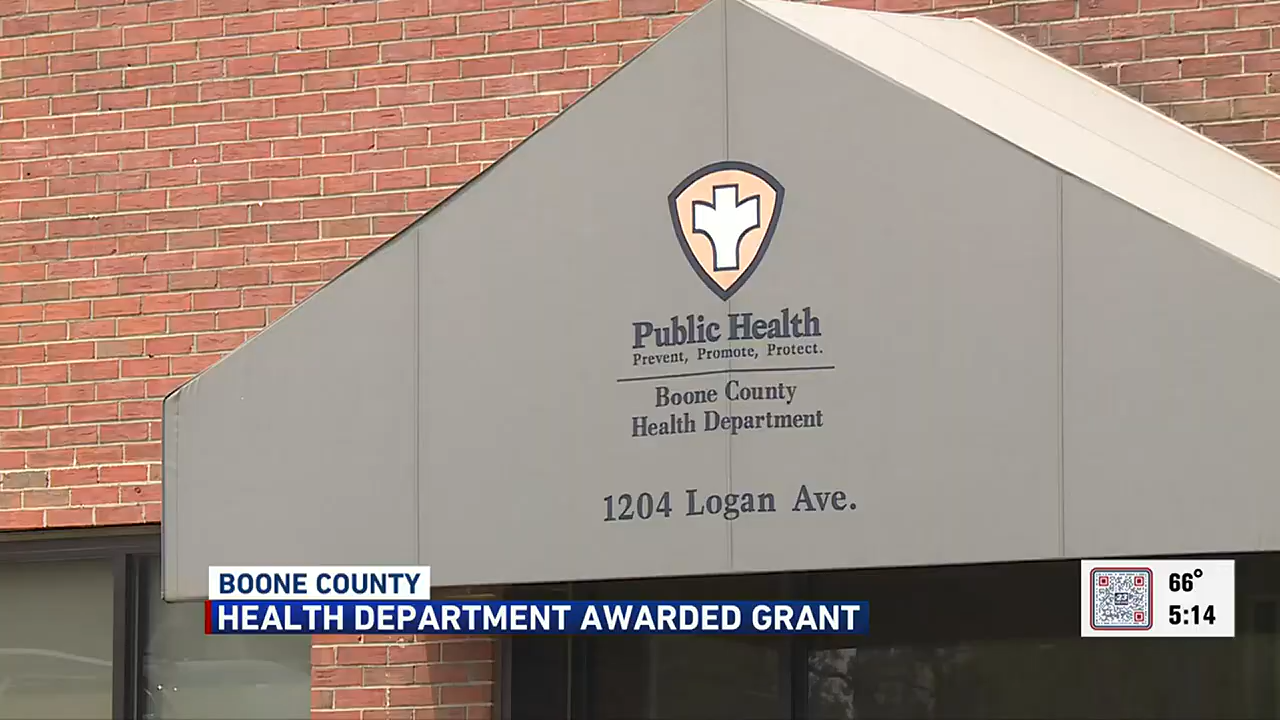 Public Health
Prevent, Promote, Protect.
Boone County
Health Department
1204 Logan Ave.
BOONE COUNTY
HEALTH DEPARTMENT AWARDED GRANT
66°
5:14